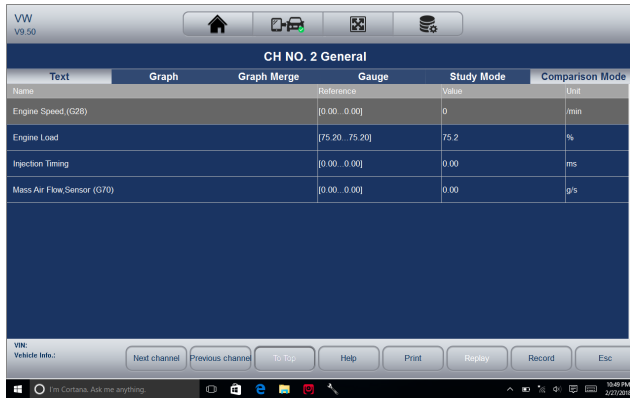 VW
V9.50
CH NO. 2 General
Text Graph Graph Merge Gauge Study Mode Comparison Mode
Name Reference Value Unit
Engine Speed,(G28) [0.00...0.00] 0 /min
Engine Load [75.20...75.20] 75.2 %
Injection Timing [0.00...0.00] 0.00 ms
Mass Air Flow,Sensor (G70) [0.00...0.00] 0.00 g/s
VIN:
Vehicle Info.:
Next channel Previous channel To Top Help Print Replay Record Esc
I'm Cortana. Ask me anything. 10:49 PM
2/27/2018